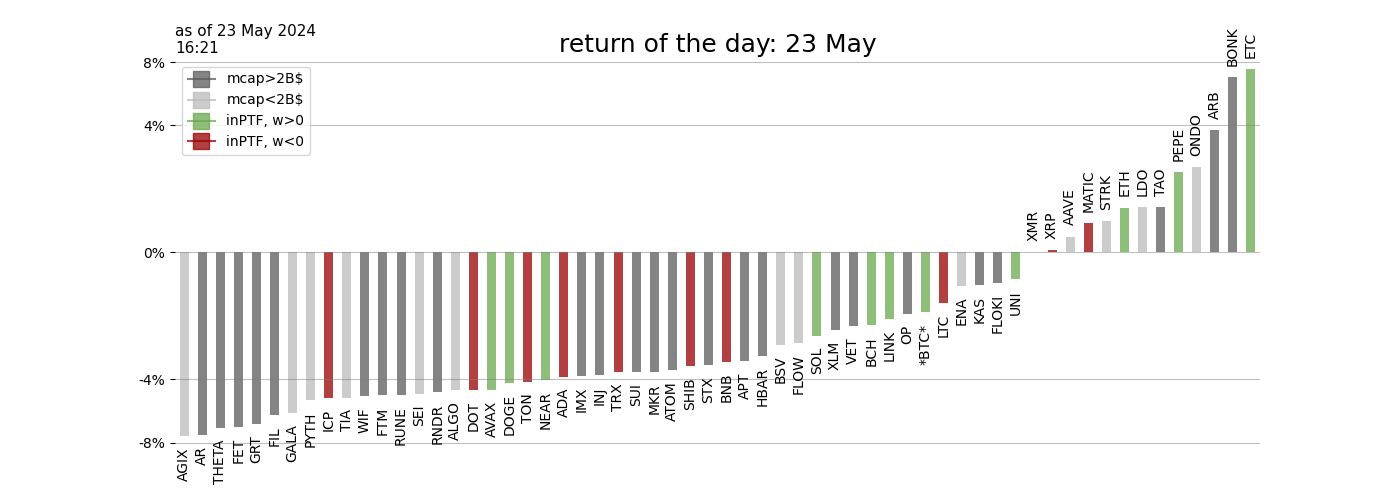 as of 23 May 2024
16:21
return of the day: 23 May
8%
4%
0%
-4%
-8%
mcap>2B$
mcap<2B$
inPTF, w>0
inPTF, w<0
AGIX
AR
THETA
FET
GRT
FIL
GALA
PYTH
ICP
TIA
WIF
FTM
RUNE
SEI
RNDR
ALGO
DOT
AVAX
DOGE
TON
NEAR
ADA
IMX
INJ
TRX
SUI
MKR
ATOM
SHIB
STX
BNB
APT
HBAR
BSV
FLOW
SOL
XLM
VET
BCH
LINK
OP
*BTC*
LTC
ENA
KAS
FLOKI
UNI
XMR
XRP
AAVE
MATIC
STRK
ETH
LDO
TAO
PEPE
ONDO
ARB
BONK
ETC